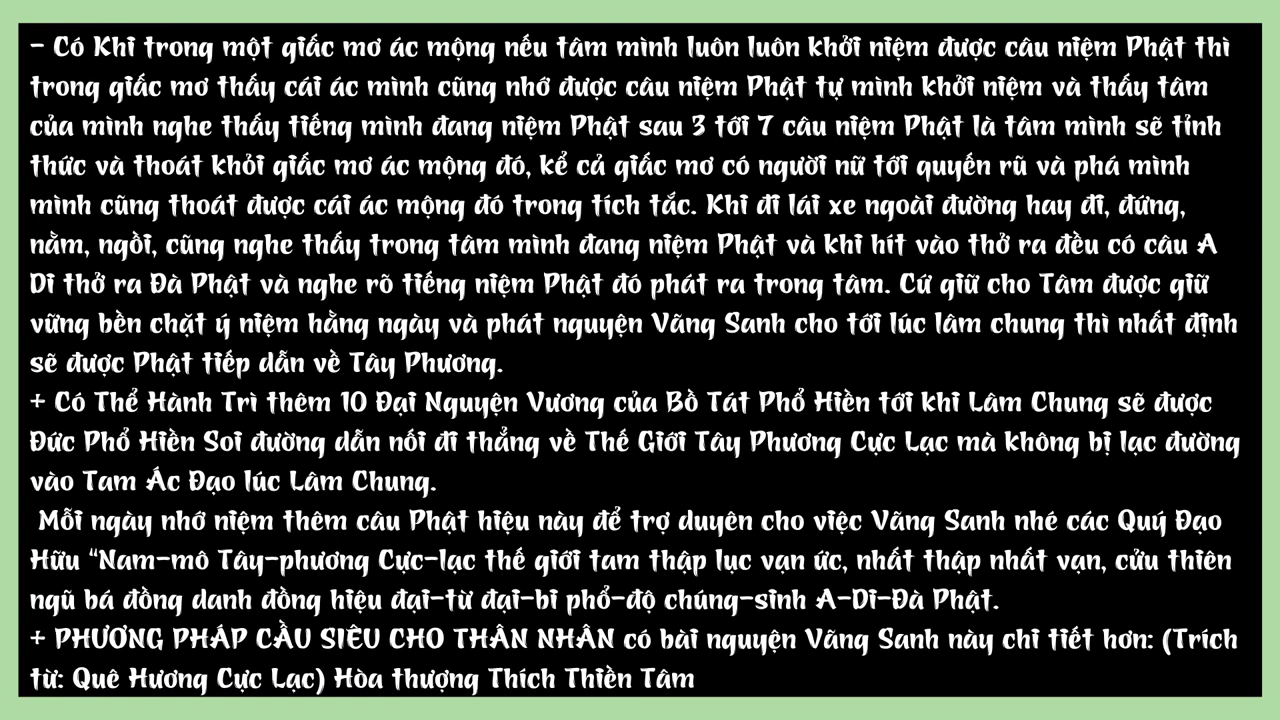 - Có Khi trong một giấc mơ ác mộng nếu tâm mình luôn luôn khởi niệm được câu niệm Phật thì
trong giấc mơ thấy cái ác mình cũng nhớ được câu niệm Phật tự mình khởi niệm và thấy tâm
của mình nghe thấy tiếng mình đang niệm Phật sau 3 tới 7 câu niệm Phật là tâm mình sẽ tỉnh
thức và thoát khỏi giấc mơ ác mộng đó, kể cả giấc mơ có người nữ tới quyến rũ và phá mình
mình cũng thoát được cái ác mộng đó trong tích tắc. Khi đi lái xe ngoài đường hay đi, đứng,
nằm, ngồi, cũng nghe thấy trong tâm mình đang niệm Phật và khi hít vào thở ra đều có câu A
Di thở ra Đà Phật và nghe rõ tiếng niệm Phật đó phát ra trong tâm. Cứ giữ cho Tâm được giữ
vững bền chặt ý niệm hằng ngày và phát nguyện Vãng Sanh cho tới lúc lâm chung thì nhất định
sẽ được Phật tiếp dẫn về Tây Phương.
+ Có Thể Hành Trì thêm 10 Đại Nguyện Vương của Bồ Tát Phổ Hiền tới khi Lâm Chung sẽ được
Đức Phổ Hiền Soi đường dẫn nối đi thẳng về Thế Giới Tây Phương Cực Lạc mà không bị lạc đường
vào Tam Ác Đạo lúc Lâm Chung.
Mỗi ngày nhớ niệm thêm câu Phật hiệu này để trợ duyên cho việc Vãng Sanh nhé các Quý Đạo
Hữu "Nam-mô Tây-phương Cực-lạc thế giới tam thập lục vạn ức, nhất thập nhất vạn, cửu thiên
ngũ bá đồng danh đồng hiệu đại-từ đại-bi phổ-độ chúng-sinh A-Di-Đà Phật.
+ PHƯƠNG PHÁP CẦU SIÊU CHO THÂN NHÂN có bài nguyện Vãng Sanh này chi tiết hơn: (Trích
từ: Quê Hương Cực Lạc) Hòa thượng Thích Thiền Tâm